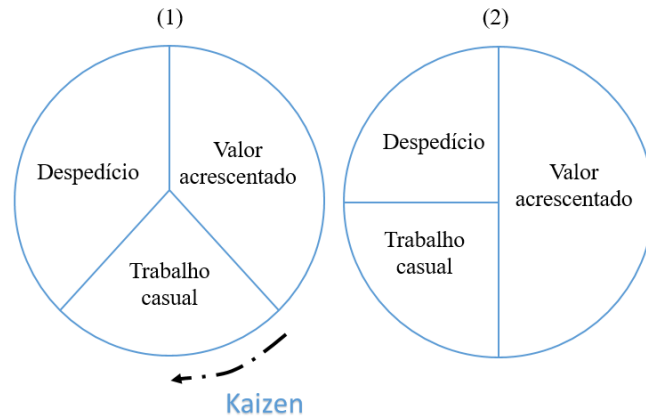 (1)
(2)
Despedício
Valor
acrescentado
Trabalho
casual
Despedício
Valor
acrescentado
Trabalho
casual
Kaizen